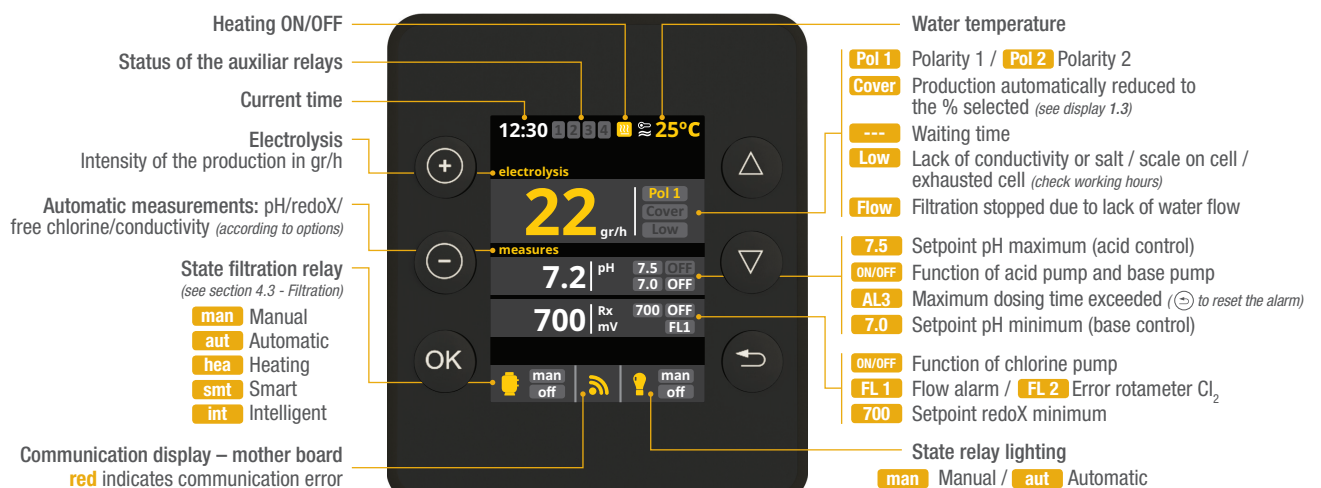 Heating ON/OFF
Status of the auxiliar relays
Current time
Electrolysis
Intensity of the production in gr/h
Automatic measurements: pH/redoX/
free chlorine/conductivity (according to options)
State filtration relay
(see section 4.3 - Filtration)
man Manual
aut Automatic
hea Heating
smt Smart
int Intelligent
Communication display – mother board
red indicates communication error
12:30 1 2 3 4 25ºC
electrolysis
22 gr/h
Pol 1
Cover
Low
measures
7.2 pH 7.5 OFF
7.0 OFF
700 Rx mV 700 OFF
FL1
man
off
man
off
+
-
OK
Water temperature
Pol 1 Polarity 1 / Pol 2 Polarity 2
Cover Production automatically reduced to
the % selected (see display 1.3)
--- Waiting time
Low Lack of conductivity or salt / scale on cell /
exhausted cell (check working hours)
Flow Filtration stopped due to lack of water flow
7.5 Setpoint pH maximum (acid control)
ON/OFF Function of acid pump and base pump
AL3 Maximum dosing time exceeded ( to reset the alarm)
7.0 Setpoint pH minimum (base control)
ON/OFF Function of chlorine pump
FL 1 Flow alarm / FL 2 Error rotameter Cl2
700 Setpoint redoX minimum
State relay lighting
man Manual / aut Automatic